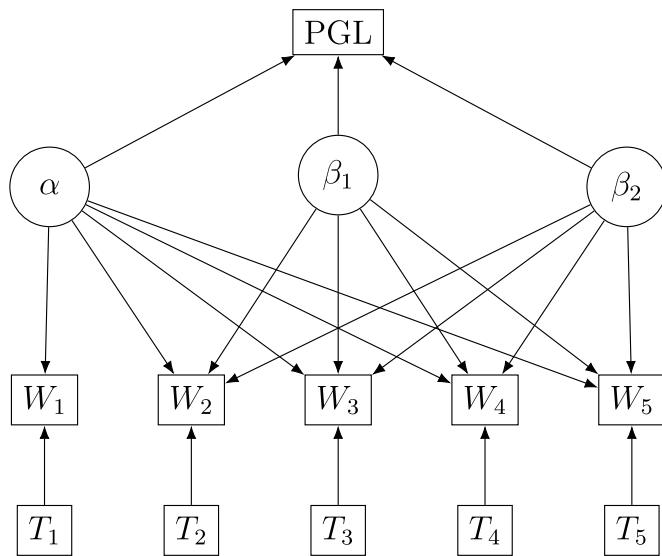 PGL
α β₁ β₂
W₁ W₂ W₃ W₄ W₅
T₁ T₂ T₃ T₄ T₅